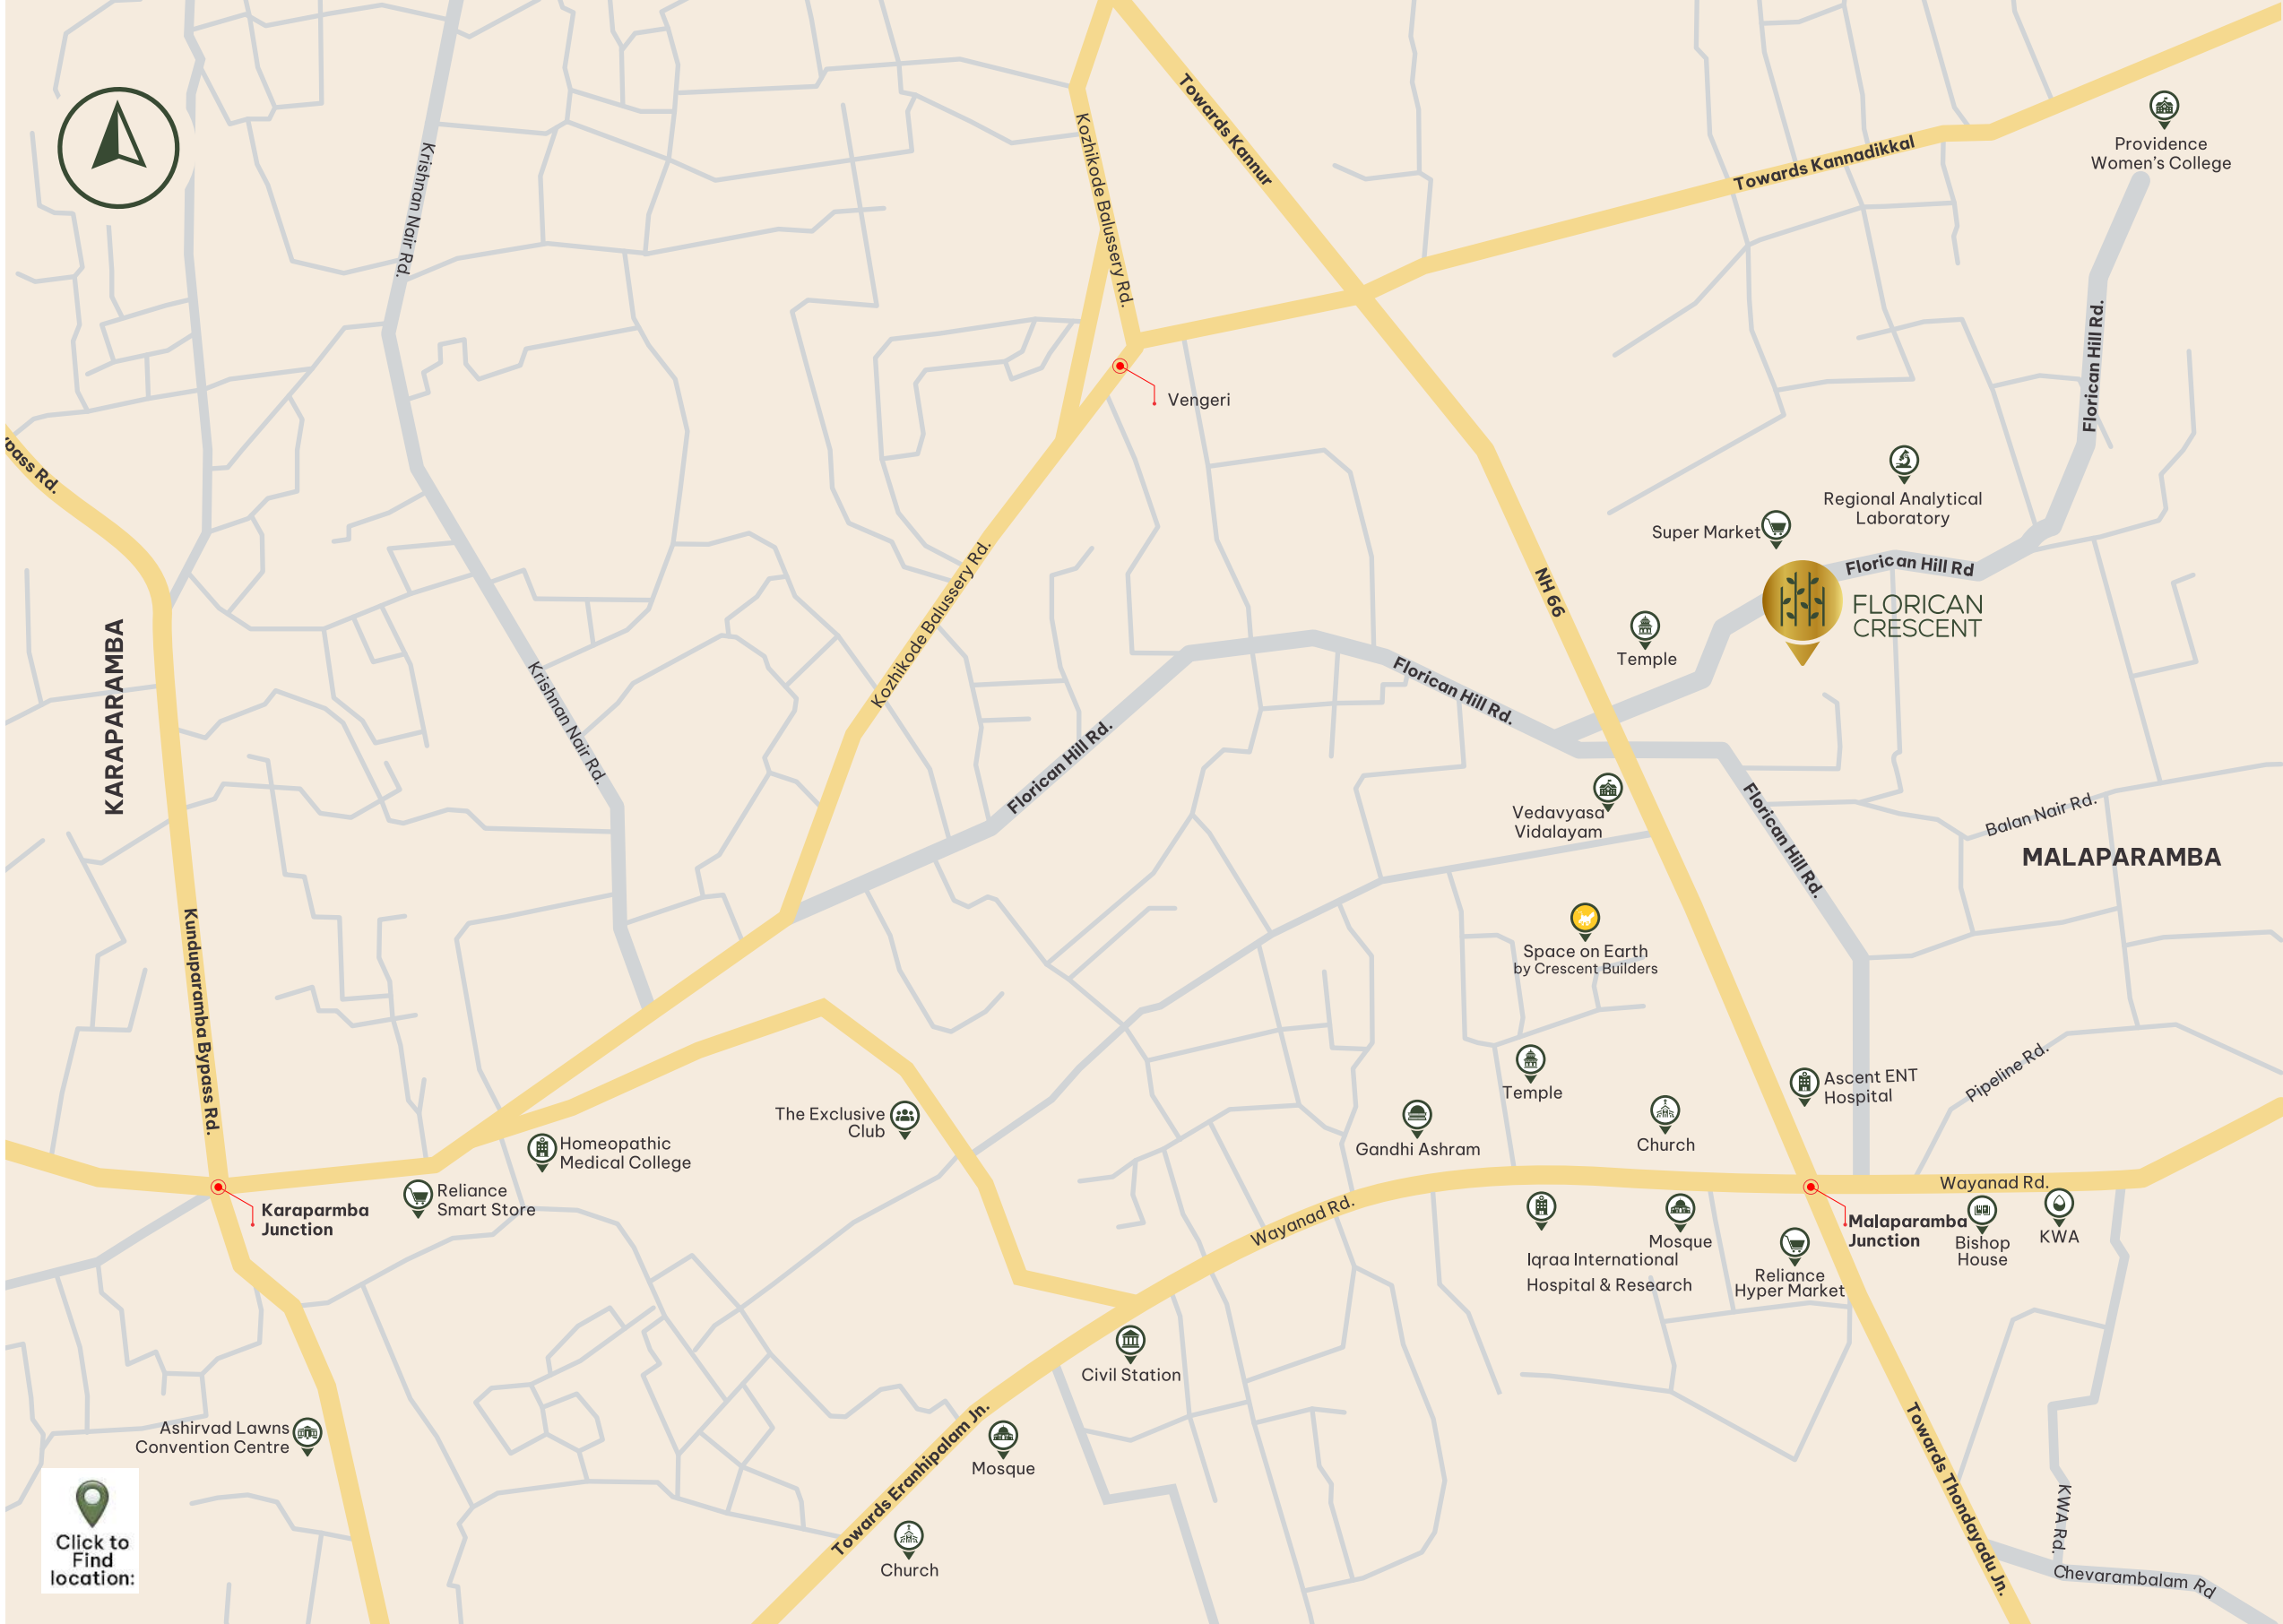 Towards Kannur
Krishnan Nair Rd.
Kozhikode Balussery Rd.
Towards Kannadikkal
Providence
Women's College
Florican Hill Rd.
Vengeri
ypass Rd.
Regional Analytical
Laboratory
Super Market
Florican Hill Rd
NH 66
FLORICAN
CRESCENT
Temple
KARAPARAMBA
Kozhikode Balussery Rd.
Krishnan Nair Rd.
Florican Hill Rd.
Florican Hill Rd.
Vedavyasa
Vidalayam
Florican Hill Rd.
Balan Nair Rd.
MALAPARAMBA
Kunduparamba Bypass Rd.
Space on Earth
by Crescent Builders
Temple
Ascent ENT
Hospital
Pipeline Rd.
The Exclusive
Club
Gandhi Ashram
Church
Homeopathic
Medical College
Reliance
Smart Store
Karaparmba
Junction
Wayanad Rd.
Wayanad Rd.
Iqraa International
Hospital & Research
Mosque
Malaparamba
Junction
Bishop
House
KWA
Reliance
Hyper Market
Civil Station
Ashirvad Lawns
Convention Centre
Mosque
Towards Eranhipalam Jn.
Towards Thondayadu Jn.
KWA Rd.
Chevarambalam Rd
Church
Click to
Find
location: